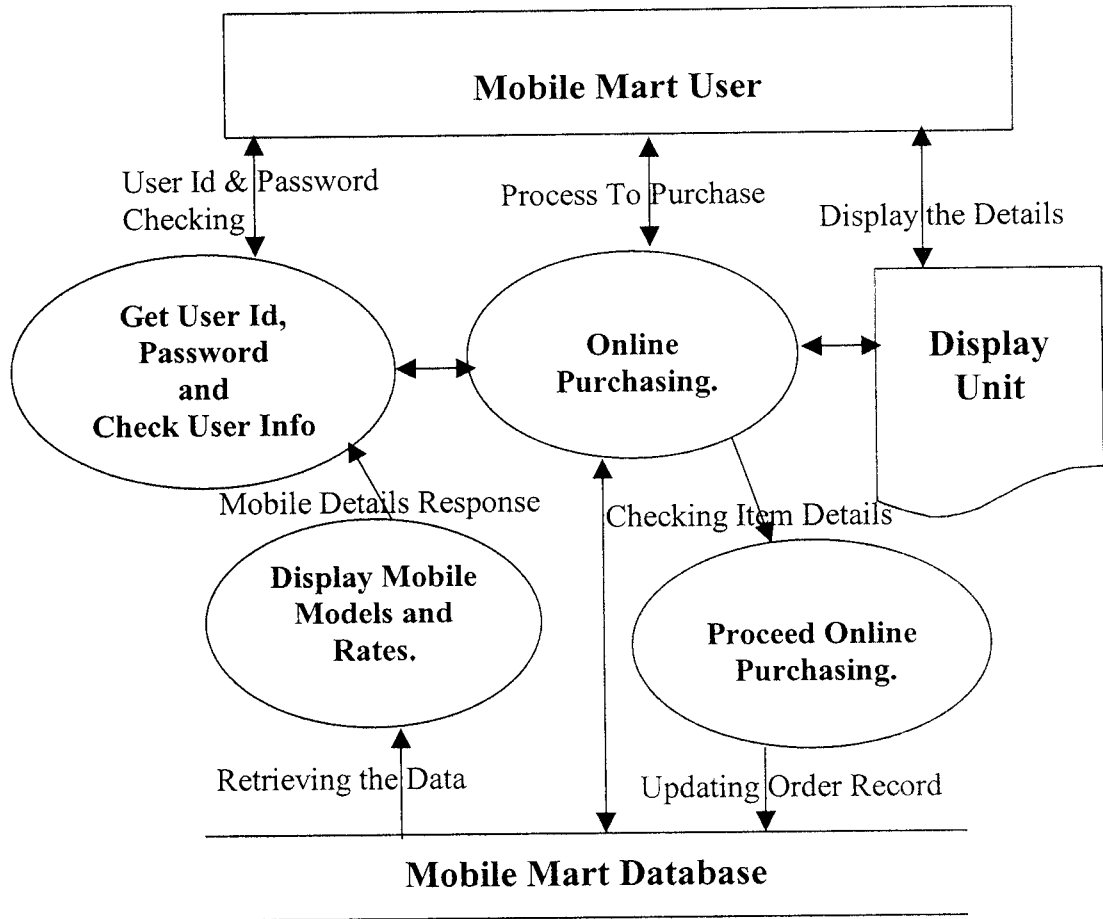 Mobile Mart User
User Id & Password
Checking
Process To Purchase
Display the Details
Get User Id,
Password
and
Check User Info
Online
Purchasing.
Display
Unit
Mobile Details Response
Checking Item Details
Display Mobile
Models and
Rates.
Proceed Online
Purchasing.
Retrieving the Data
Updating Order Record
Mobile Mart Database